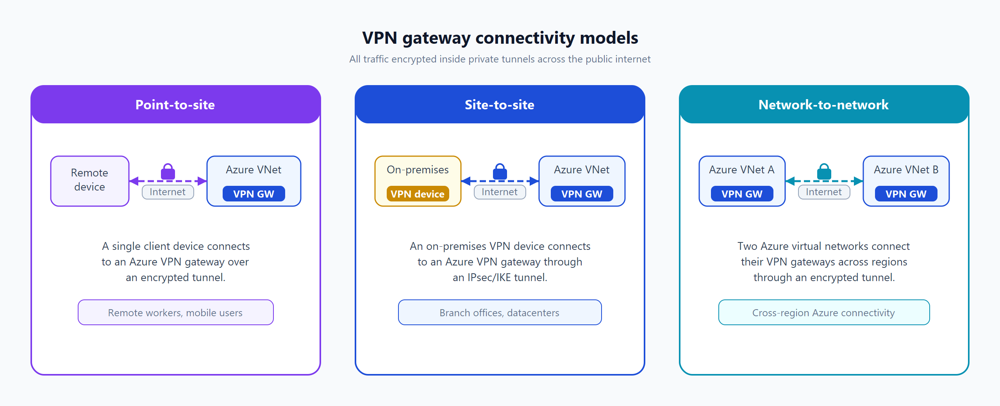 VPN gateway connectivity models
All traffic encrypted inside private tunnels across the public internet
Point-to-site
Remote
device
Internet
Azure VNet
VPN GW
A single client device connects
to an Azure VPN gateway over
an encrypted tunnel.
Remote workers, mobile users
Site-to-site
On-premises
VPN device
Internet
Azure VNet
VPN GW
An on-premises VPN device connects
to an Azure VPN gateway through
an IPsec/IKE tunnel.
Branch offices, datacenters
Network-to-network
Azure VNet A
VPN GW
Internet
Azure VNet B
VPN GW
Two Azure virtual networks connect
their VPN gateways across regions
through an encrypted tunnel.
Cross-region Azure connectivity